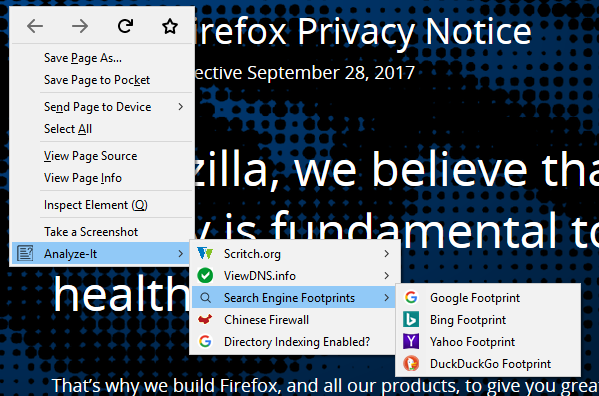 irefox Privacy Notice
ective September 28, 2017
Save Page As...
Save Page to Pocket
Send Page to Device
Select All
View Page Source
View Page Info
Inspect Element (Q)
Take a Screenshot
Analyze-It
zilla, we believe tha
y is fundamental to
health
Scritch.org
ViewDNS.info
Search Engine Footprints
Chinese Firewall
Directory Indexing Enabled?
Google Footprint
Bing Footprint
Yahoo Footprint
DuckDuckGo Footprint
That's why we build Firefox, and all our products, to give you grea